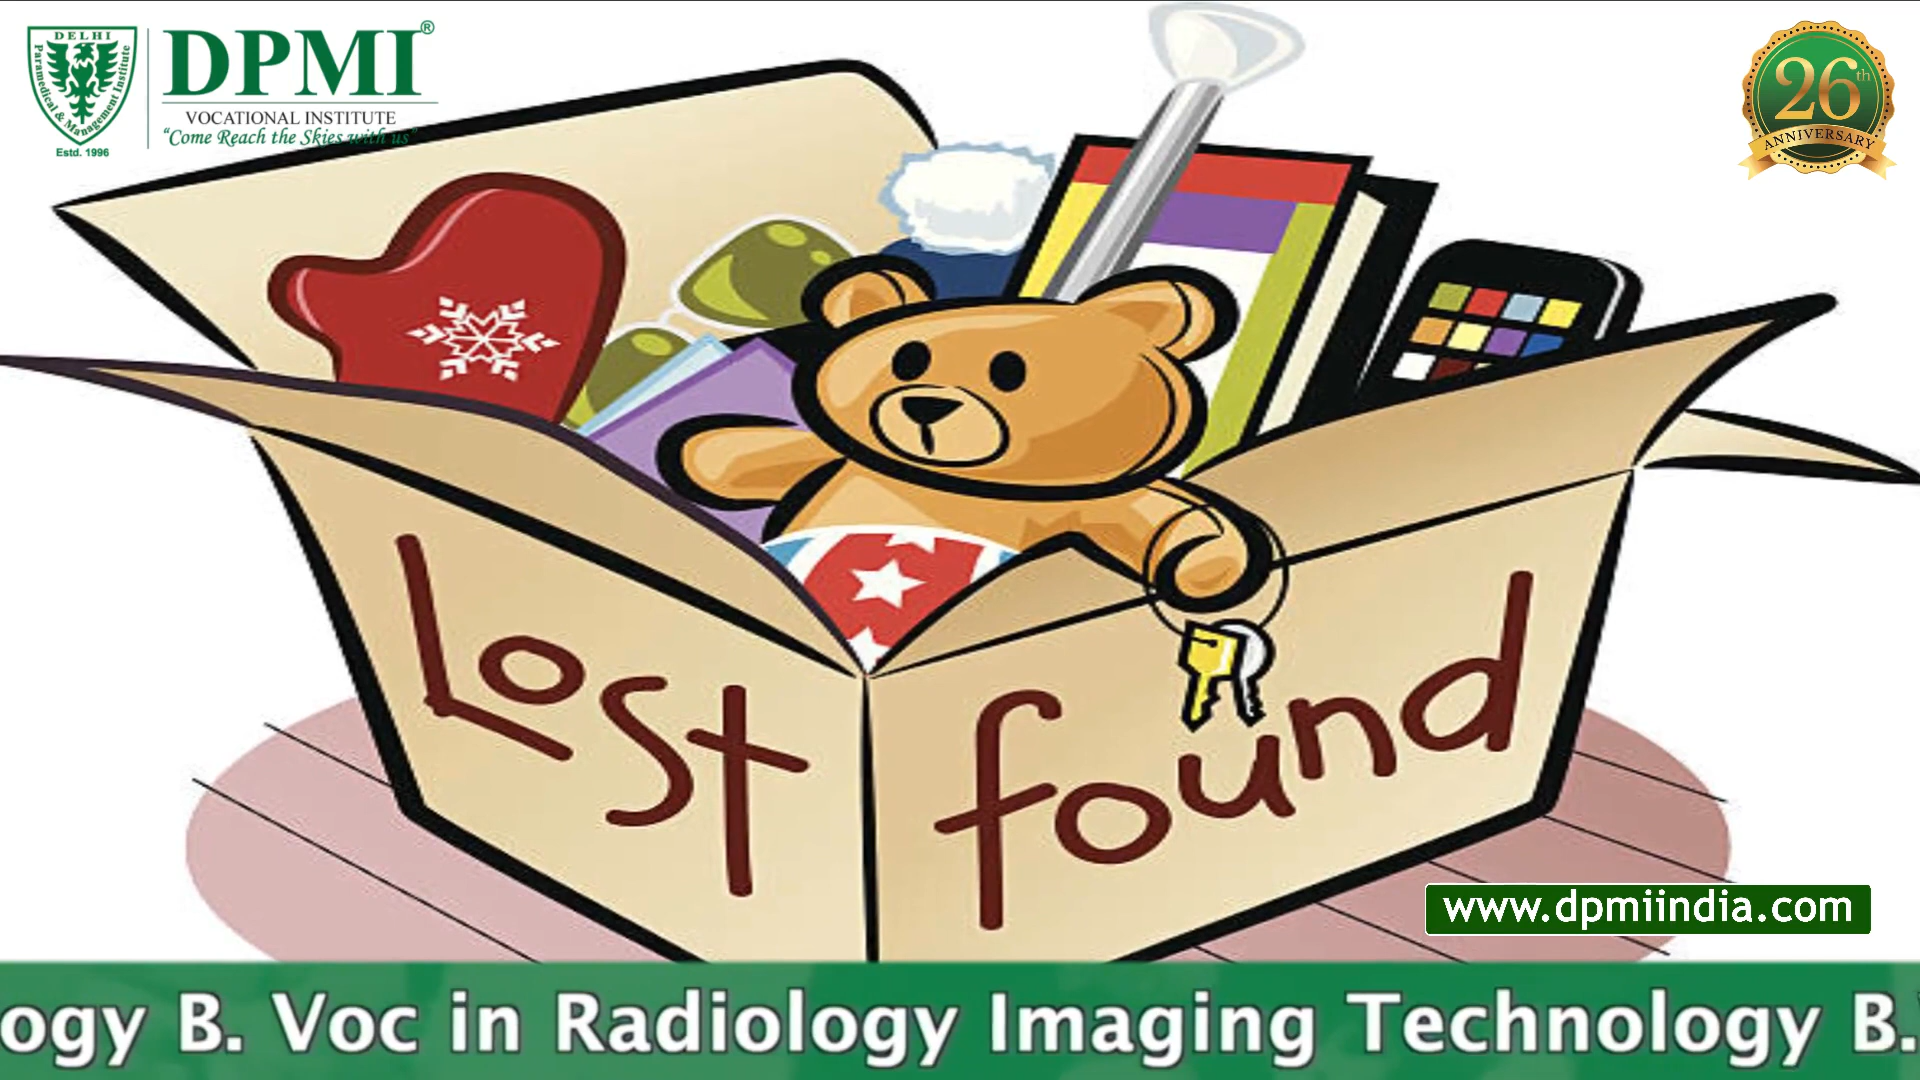 DELHI
Paramedical & Management Institute
Estd. 1996
DPMI®
VOCATIONAL INSTITUTE
“Come Reach the Skies with us”
26th
ANNIVERSARY
Lost
found
www.dpmiindia.com
ogy B. Voc in Radiology Imaging Technology B.